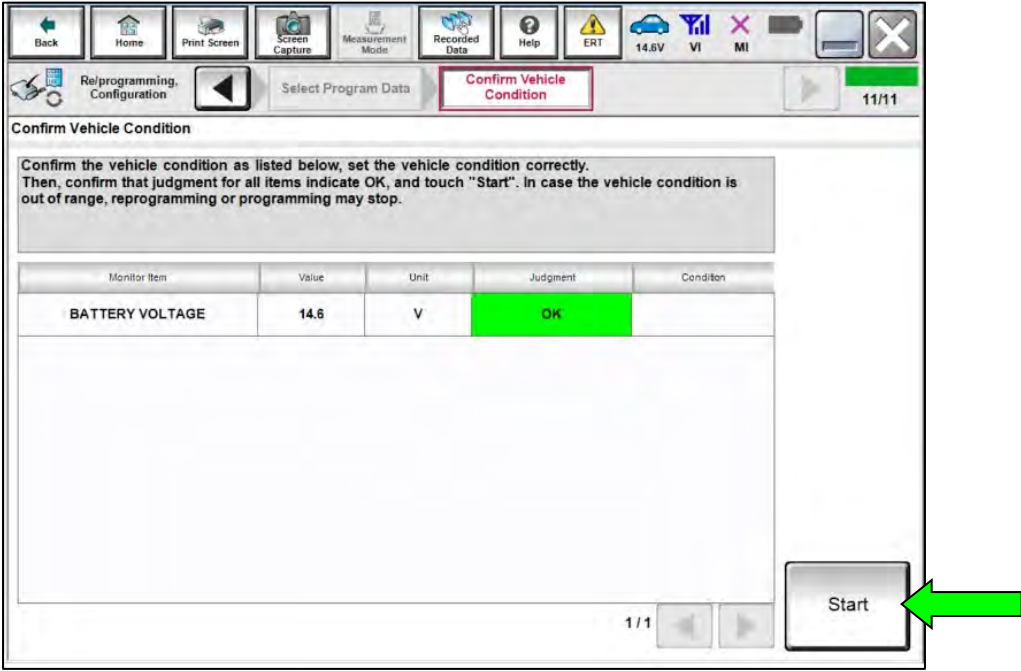 Back
Home
Print Screen
Screen
Capture
Measurement
Mode
Recorded
Data
Help
ERT
14.6V
VI
MI
Re/programming,
Configuration
Select Program Data
Confirm Vehicle
Condition
11/11
Confirm Vehicle Condition
Confirm the vehicle condition as listed below, set the vehicle condition correctly.
Then, confirm that judgment for all items indicate OK, and touch "Start". In case the vehicle condition is
out of range, reprogramming or programming may stop.
Monitor Item Value Unit Judgment Condition
BATTERY VOLTAGE 14.6 V OK
Start
1/1